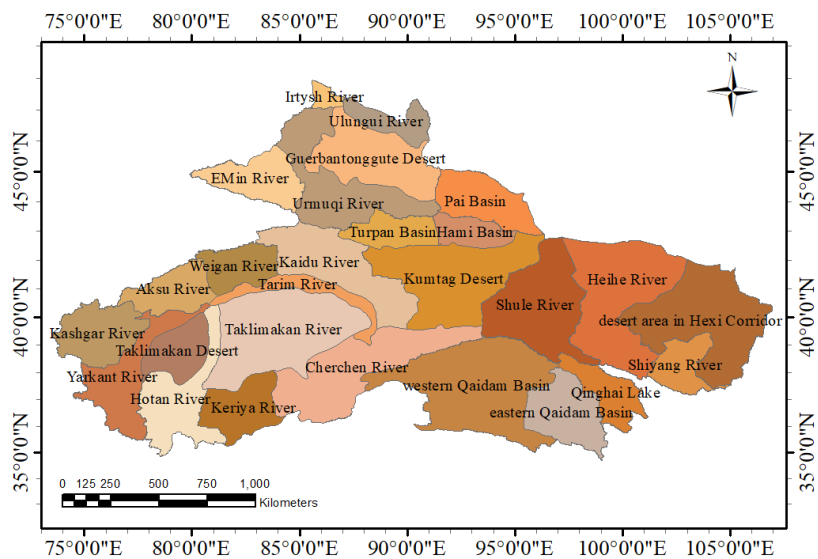 75°0'0"E 80°0'0"E 85°0'0"E 90°0'0"E 95°0'0"E 100°0'0"E 105°0'0"E
N
Irtysh River
Ulungui River
Guerbantonggute Desert
45°0'0"N
45°0'0"N
EMin River
Urmuqi River
Pai Basin
Turpan Basin
Hami Basin
Weigan River
Kaidu River
Kumtag Desert
Heihe River
Aksu River
Tarim River
Shule River
40°0'0"N
40°0'0"N
Kashgar River
Taklimakan River
desert area in Hexi Corridor
Taklimakan Desert
Yarkant River
Cherchen River
Shiyang River
western Qaidam Basin
Qinghai Lake
Hotan River
Keriya River
eastern Qaidam Basin
35°0'0"N
35°0'0"N
0 125 250 500 750 1,000
Kilometers
75°0'0"E 80°0'0"E 85°0'0"E 90°0'0"E 95°0'0"E 100°0'0"E 105°0'0"E